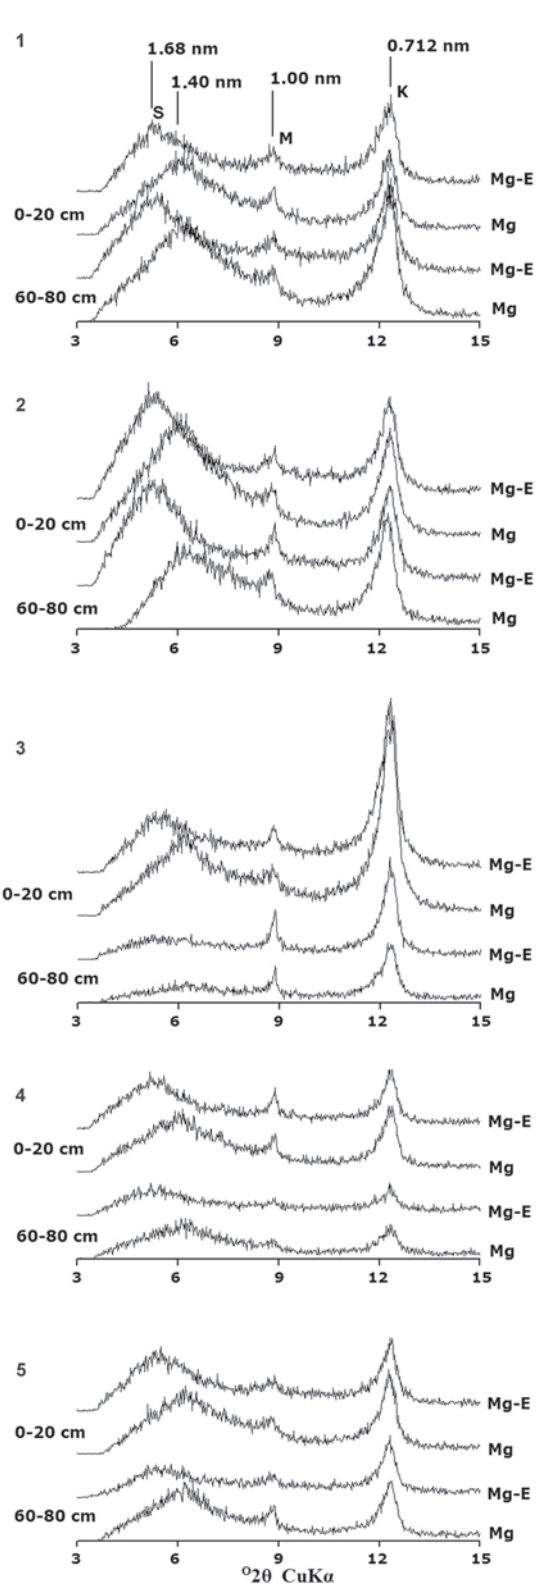 1
1.68 nm
1.40 nm
1.00 nm
0.712 nm
S
M
K
Mg-E
0-20 cm
Mg
Mg-E
60-80 cm
Mg
3 6 9 12 15
2
Mg-E
0-20 cm
Mg
Mg-E
60-80 cm
Mg
3 6 9 12 15
3
Mg-E
0-20 cm
Mg
Mg-E
60-80 cm
Mg
3 6 9 12 15
4
Mg-E
0-20 cm
Mg
Mg-E
60-80 cm
Mg
3 6 9 12 15
5
Mg-E
0-20 cm
Mg
Mg-E
60-80 cm
Mg
3 6 9 12 15
O2θ CuKα